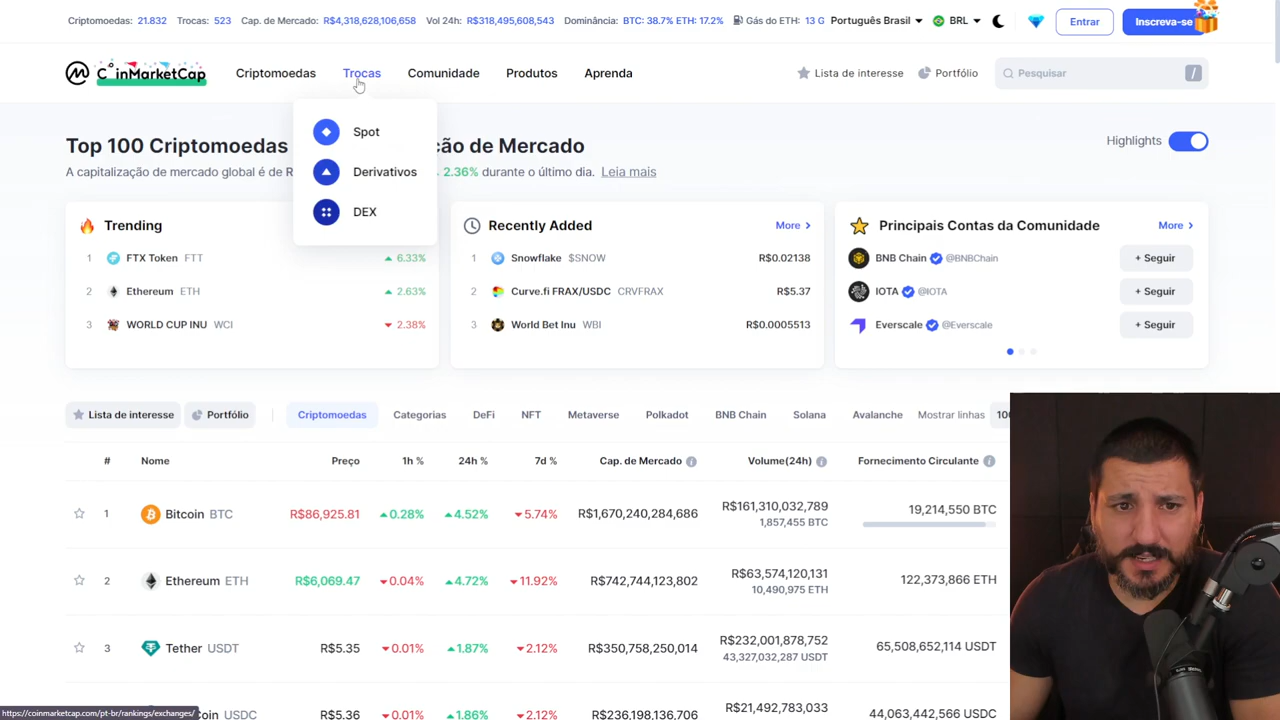 Criptomoedas: 21.832 Trocas: 523 Cap. de Mercado: R$4,318,628,106,658 Vol 24h: R$318,495,608,543 Dominância: BTC: 38.7% ETH: 17.2% Gás do ETH: 13 G Português Brasil BRL Entrar Inscreva-se
CoinMarketCap Criptomoedas Trocas Comunidade Produtos Aprenda Lista de interesse Portfólio Pesquisar /
Spot
Derivativos
DEX
Top 100 Criptomoedas ção de Mercado Highlights
A capitalização de mercado global é de R 2.36% durante o último dia. Leia mais
Trending
1 FTX Token FTT 6.33%
2 Ethereum ETH 2.63%
3 WORLD CUP INU WCI 2.38%
Recently Added More
1 Snowflake $SNOW R$0.02138
2 Curve.fi FRAX/USDC CRVFRAX R$5.37
3 World Bet Inu WBI R$0.0005513
Principais Contas da Comunidade More
BNB Chain @BNBChain + Seguir
IOTA @IOTA + Seguir
Everscale @Everscale + Seguir
Lista de interesse Portfólio Criptomoedas Categorias DeFi NFT Metaverse Polkadot BNB Chain Solana Avalanche Mostrar linhas 100
# Nome Preço 1h % 24h % 7d % Cap. de Mercado Volume(24h) Fornecimento Circulante
1 Bitcoin BTC R$86,925.81 0.28% 4.52% 5.74% R$1,670,240,284,686 R$161,310,032,789 19,214,550 BTC
1,857,455 BTC
2 Ethereum ETH R$6,069.47 0.04% 4.72% 11.92% R$742,744,123,802 R$63,574,120,131 122,373,866 ETH
10,490,975 ETH
3 Tether USDT R$5.35 0.01% 1.87% 2.12% R$350,758,250,014 R$232,001,878,752 65,508,652,114 USDT
43,327,032,287 USDT
Coin USDC R$5.36 0.01% 1.86% 2.12% R$236,198,136,706 R$21,492,783,033 44,063,442,566 USDC
https://coinmarketcap.com/pt-br/rankings/exchanges/